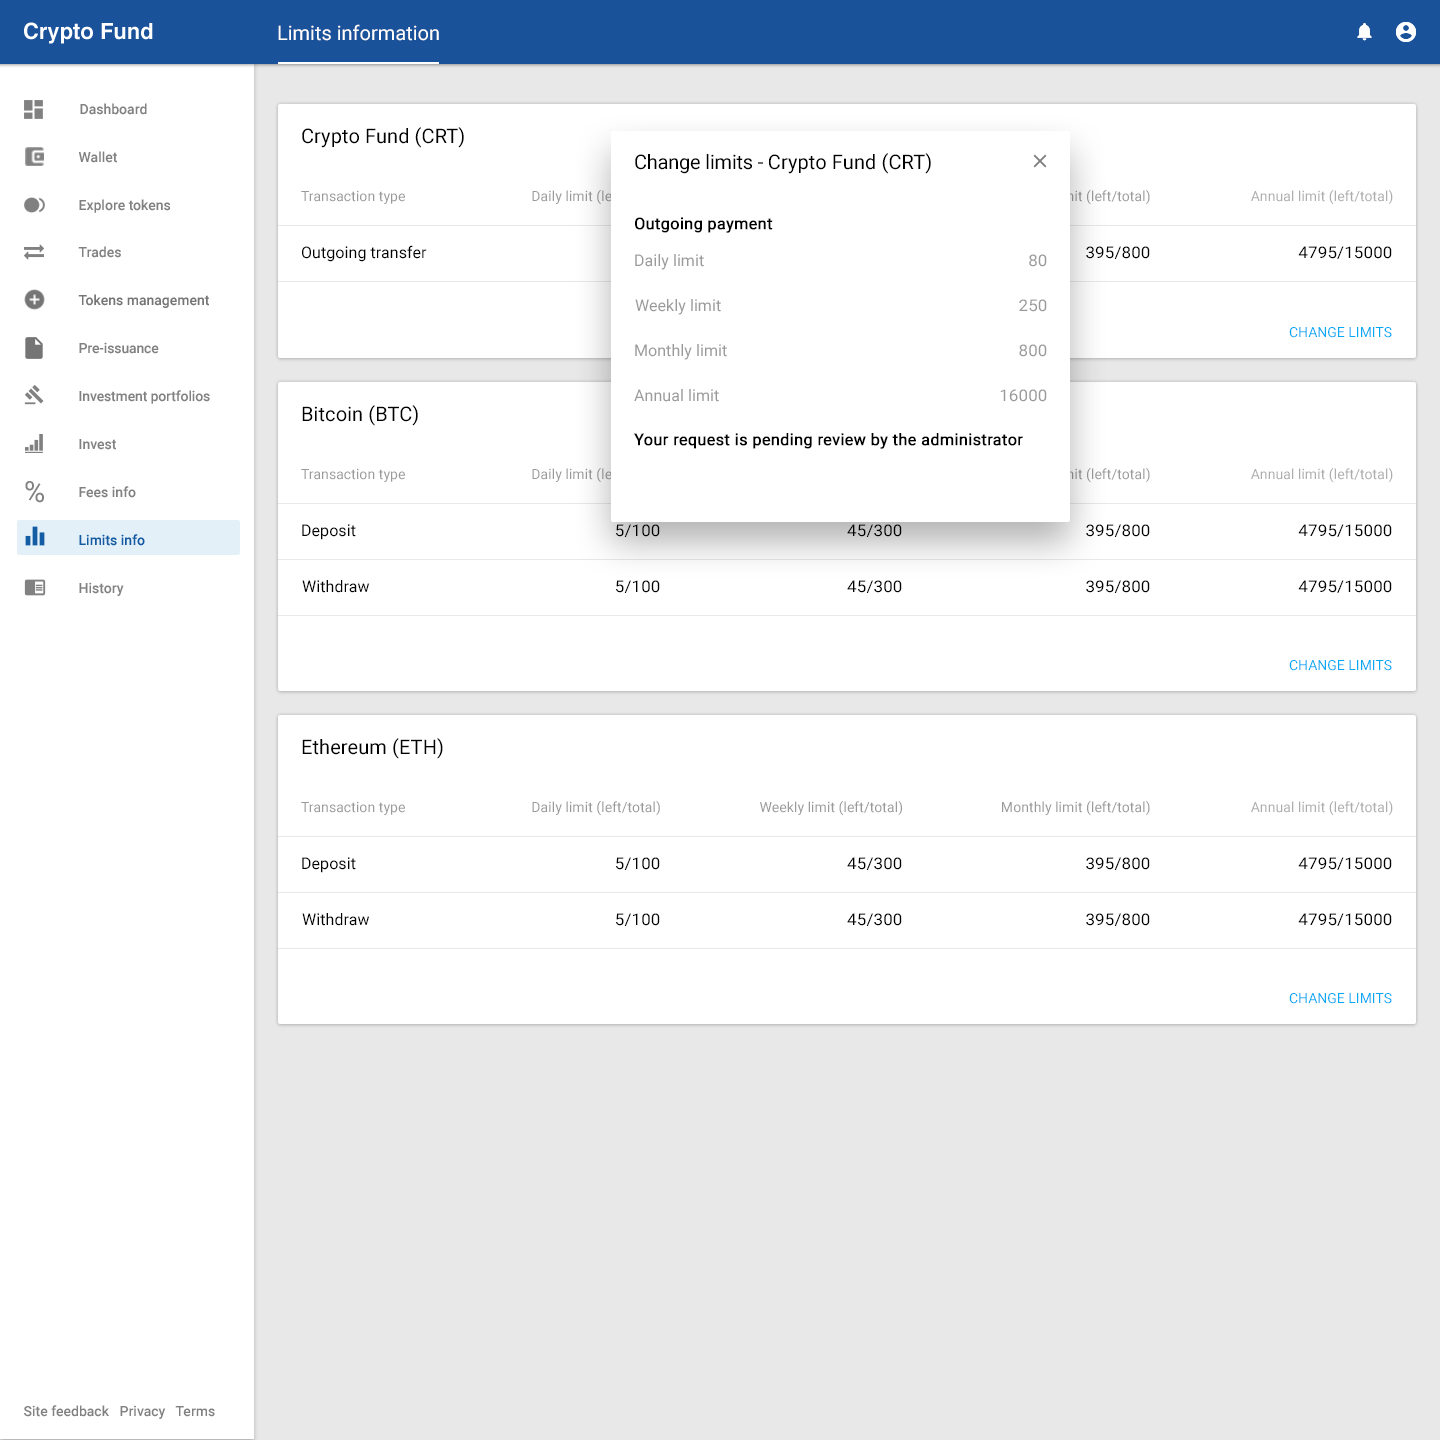 Crypto Fund
Limits information
Dashboard
Wallet
Explore tokens
Trades
Tokens management
Pre-issuance
Investment portfolios
Invest
Fees info
Limits info
History
Site feedback Privacy Terms
Crypto Fund (CRT)
Transaction type Daily limit (le it (left/total) Annual limit (left/total)
Outgoing transfer 395/800 4795/15000
CHANGE LIMITS
Change limits - Crypto Fund (CRT)
Outgoing payment
Daily limit 80
Weekly limit 250
Monthly limit 800
Annual limit 16000
Your request is pending review by the administrator
Bitcoin (BTC)
Transaction type Daily limit (le it (left/total) Annual limit (left/total)
Deposit 5/100 45/300 395/800 4795/15000
Withdraw 5/100 45/300 395/800 4795/15000
CHANGE LIMITS
Ethereum (ETH)
Transaction type Daily limit (left/total) Weekly limit (left/total) Monthly limit (left/total) Annual limit (left/total)
Deposit 5/100 45/300 395/800 4795/15000
Withdraw 5/100 45/300 395/800 4795/15000
CHANGE LIMITS